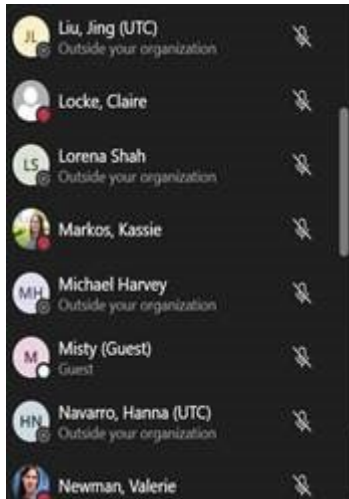 JL
Liu, Jing (UTC)
Outside your organization
Locke, Claire
LS
Lorena Shah
Outside your organization
Markos, Kassie
MH
Michael Harvey
Outside your organization
M
Misty (Guest)
Guest
HN
Navarro, Hanna (UTC)
Outside your organization
Newman, Valerie